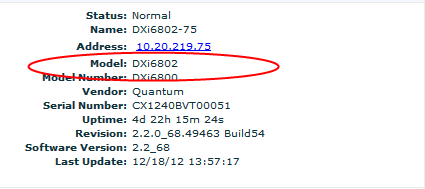 Status: Normal
Name: DXi6802-75
Address: 10.20.219.75
Model: DXi6802
Model Number: DXi6800
Vendor: Quantum
Serial Number: CX1240BVT00051
Uptime: 4d 22h 15m 24s
Revision: 2.2.0_68.49463 Build54
Software Version: 2.2_68
Last Update: 12/18/12 13:57:17